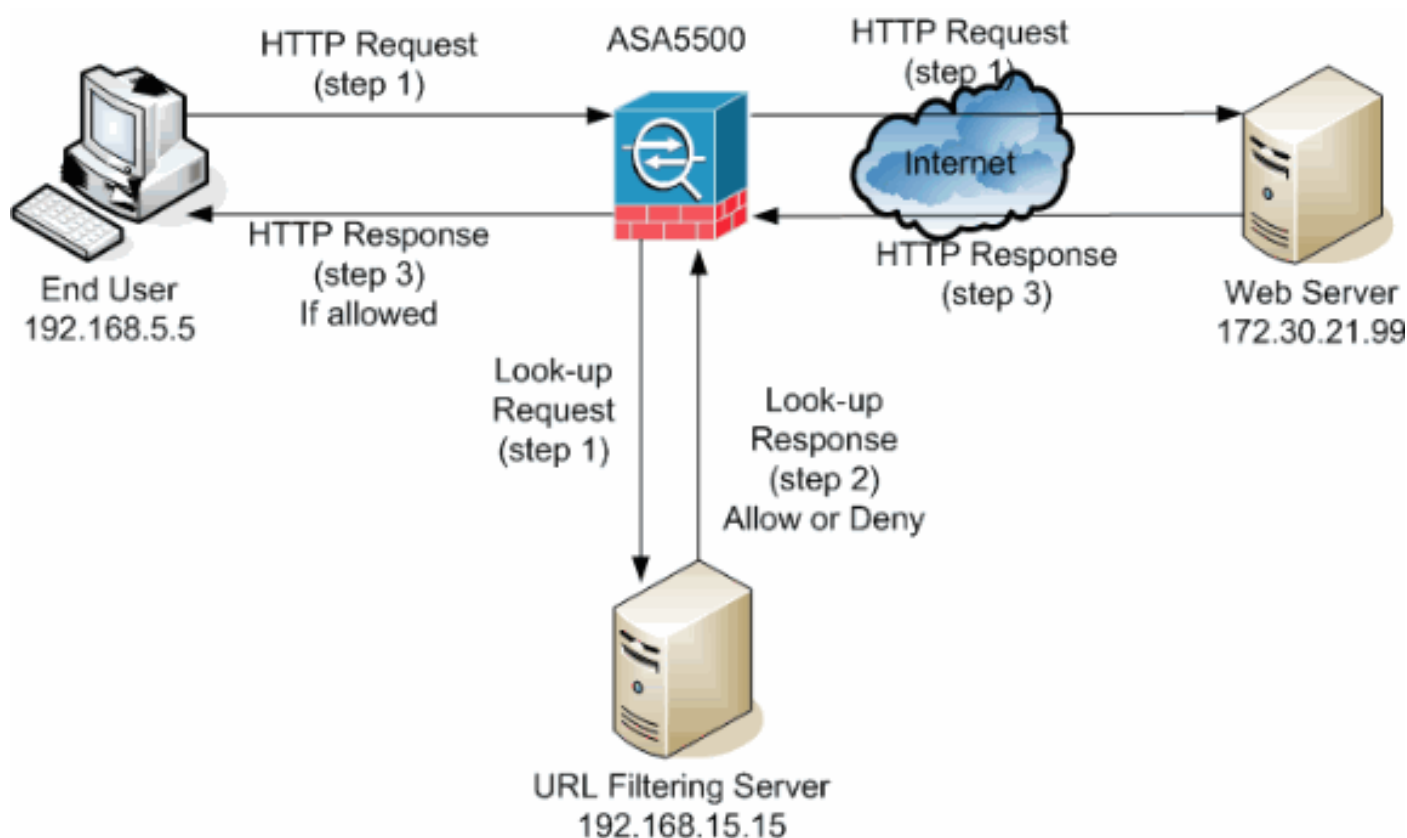 HTTP Request
(step 1)
ASA5500
HTTP Request
(step 1)
Internet
HTTP Response
(step 3)
If allowed
HTTP Response
(step 3)
End User
192.168.5.5
Web Server
172.30.21.99
Look-up
Request
(step 1)
Look-up
Response
(step 2)
Allow or Deny
URL Filtering Server
192.168.15.15